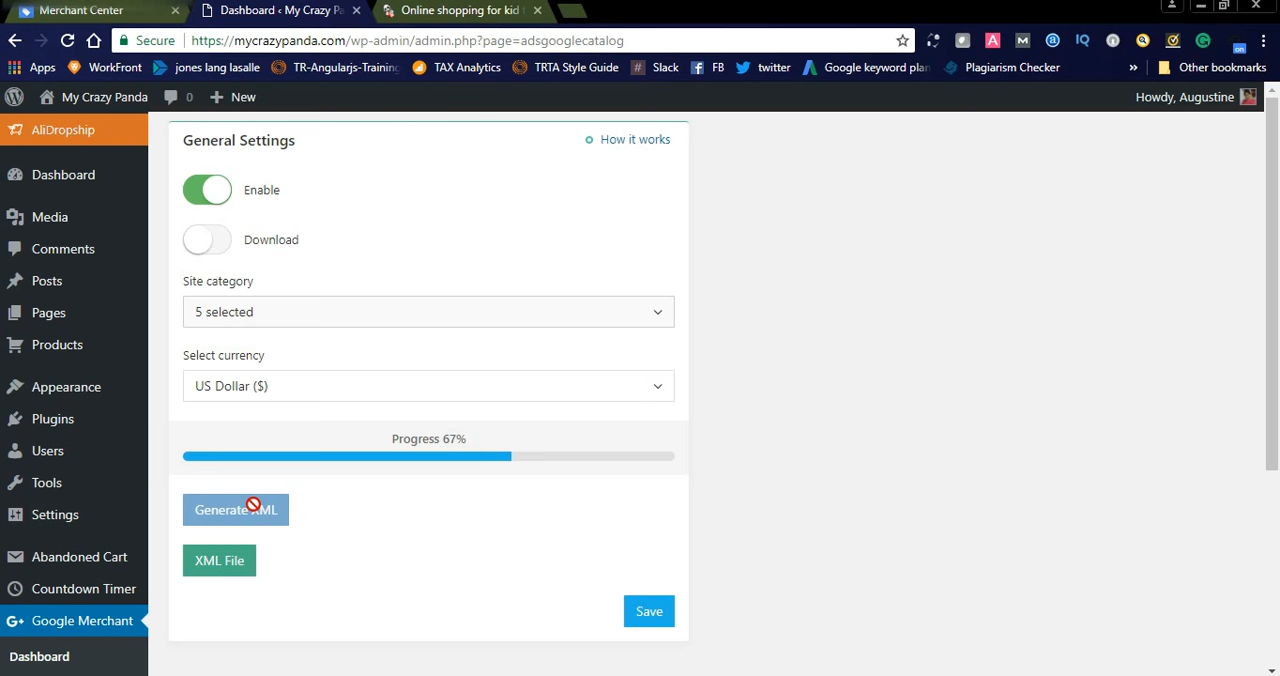 Merchant Center
Dashboard ‹ My Crazy Pa
Online shopping for kid
Secure https://mycrazypanda.com/wp-admin/admin.php?page=adsgooglecatalog
Apps WorkFront jones lang lasalle TR-Angularjs-Training TAX Analytics TRTA Style Guide Slack FB twitter Google keyword plan Plagiarism Checker » Other bookmarks
My Crazy Panda 0 New Howdy, Augustine
AliDropship
Dashboard
Media
Comments
Posts
Pages
Products
Appearance
Plugins
Users
Tools
Settings
Abandoned Cart
Countdown Timer
Google Merchant
Dashboard
General Settings How it works
Enable
Download
Site category
5 selected
Select currency
US Dollar ($)
Progress 67%
Generate XML
XML File
Save